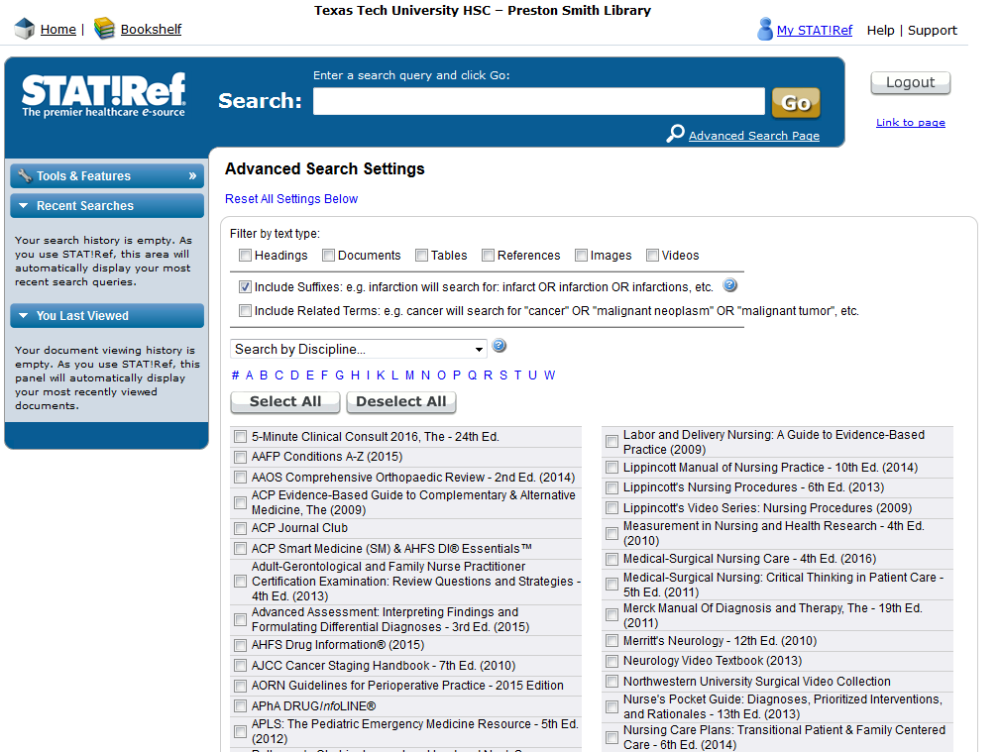 Texas Tech University HSC – Preston Smith Library
Home | Bookshelf
My STAT!Ref Help | Support
STAT!Ref
The premier healthcare e-source
Enter a search query and click Go:
Search:
Go
Advanced Search Page
Logout
Link to page
Tools & Features »
Recent Searches
Your search history is empty. As
you use STAT!Ref, this area will
automatically display your most
recent search queries.
You Last Viewed
Your document viewing history is
empty. As you use STAT!Ref, this
panel will automatically display
your most recently viewed
documents.
Advanced Search Settings
Reset All Settings Below
Filter by text type:
Headings Documents Tables References Images Videos
Include Suffixes: e.g. infarction will search for: infarct OR infarction OR infarctions, etc.
Include Related Terms: e.g. cancer will search for "cancer" OR "malignant neoplasm" OR "malignant tumor", etc.
Search by Discipline...
# A B C D E F G H I K L M N O P Q R S T U W
Select All Deselect All
5-Minute Clinical Consult 2016, The - 24th Ed.
AAFP Conditions A-Z (2015)
AAOS Comprehensive Orthopaedic Review - 2nd Ed. (2014)
ACP Evidence-Based Guide to Complementary & Alternative
Medicine, The (2009)
ACP Journal Club
ACP Smart Medicine (SM) & AHFS DI® Essentials™
Adult-Gerontological and Family Nurse Practitioner
Certification Examination: Review Questions and Strategies -
4th Ed. (2013)
Advanced Assessment: Interpreting Findings and
Formulating Differential Diagnoses - 3rd Ed. (2015)
AHFS Drug Information® (2015)
AJCC Cancer Staging Handbook - 7th Ed. (2010)
AORN Guidelines for Perioperative Practice - 2015 Edition
APhA DRUGInfoLINE®
APLS: The Pediatric Emergency Medicine Resource - 5th Ed.
(2012)
Labor and Delivery Nursing: A Guide to Evidence-Based
Practice (2009)
Lippincott Manual of Nursing Practice - 10th Ed. (2014)
Lippincott's Nursing Procedures - 6th Ed. (2013)
Lippincott's Video Series: Nursing Procedures (2009)
Measurement in Nursing and Health Research - 4th Ed.
(2010)
Medical-Surgical Nursing Care - 4th Ed. (2016)
Medical-Surgical Nursing: Critical Thinking in Patient Care -
5th Ed. (2011)
Merck Manual Of Diagnosis and Therapy, The - 19th Ed.
(2011)
Merritt's Neurology - 12th Ed. (2010)
Neurology Video Textbook (2013)
Northwestern University Surgical Video Collection
Nurse's Pocket Guide: Diagnoses, Prioritized Interventions,
and Rationales - 13th Ed. (2013)
Nursing Care Plans: Transitional Patient & Family Centered
Care - 6th Ed. (2014)